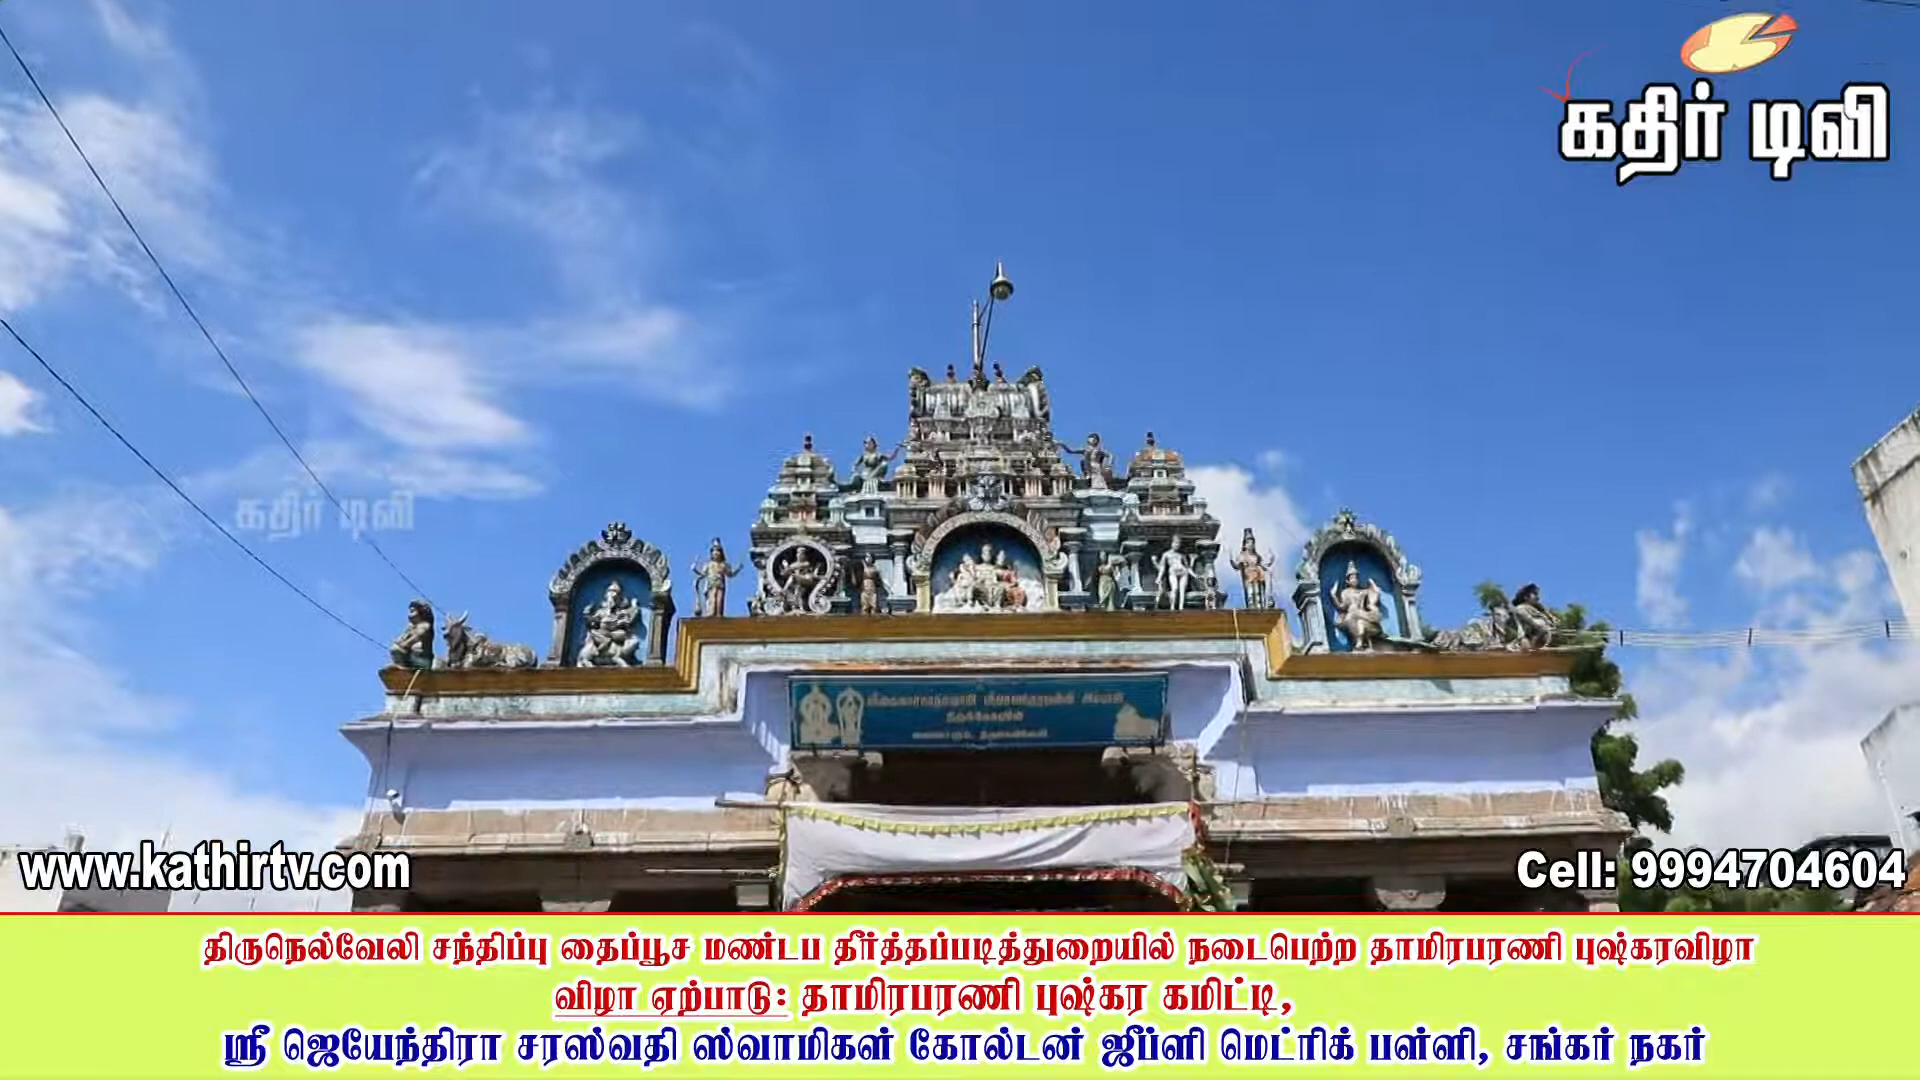 கதிர் டிவி
கதிர் டிவி
திருக்கோவில்
www.kathirtv.com
Cell: 9994704604
திருநெல்வேலி சந்திப்பு தைப்பூச மண்டப தீர்த்தப்படித்துறையில் நடைபெற்ற தாமிரபரணி புஷ்கரவிழா
விழா ஏற்பாடு: தாமிரபரணி புஷ்கர கமிட்டி,
ஸ்ரீ ஜெயேந்திரா சரஸ்வதி ஸ்வாமிகள் கோல்டன் ஜீப்ளி மெட்ரிக் பள்ளி, சங்கர் நகர்